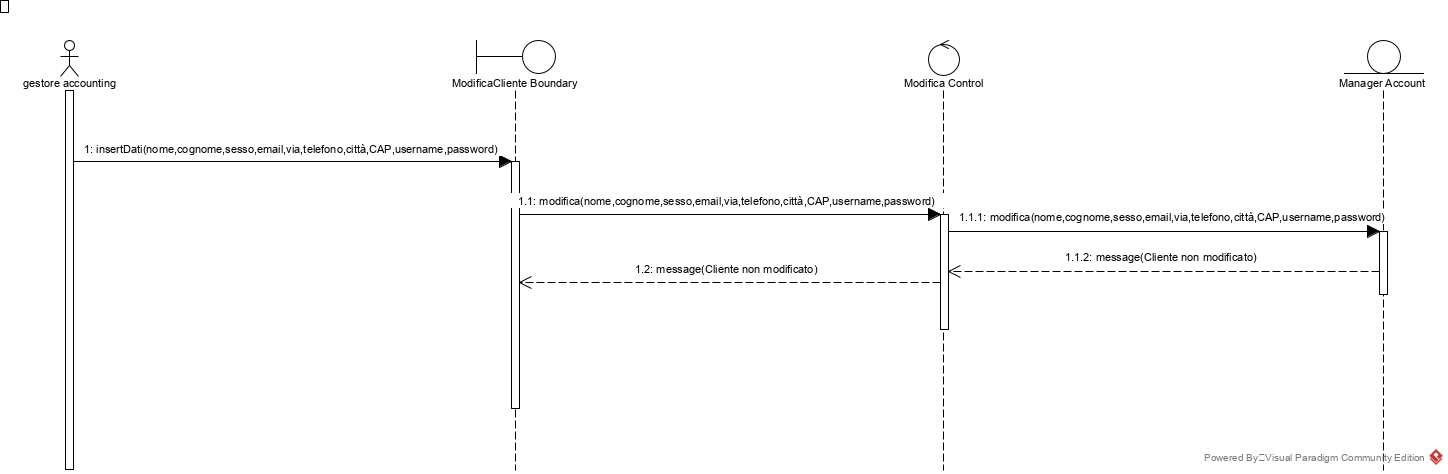 gestore accounting
ModificaCliente Boundary
Modifica Control
Manager Account
1: insertDati(nome,cognome,sesso,email,via,telefono,città,CAP,username,password)
1.1: modifica(nome,cognome,sesso,email,via,telefono,città,CAP,username,password)
1.1.1: modifica(nome,cognome,sesso,email,via,telefono,città,CAP,username,password)
1.1.2: message(Cliente non modificato)
1.2: message(Cliente non modificato)
Powered By Visual Paradigm Community Edition